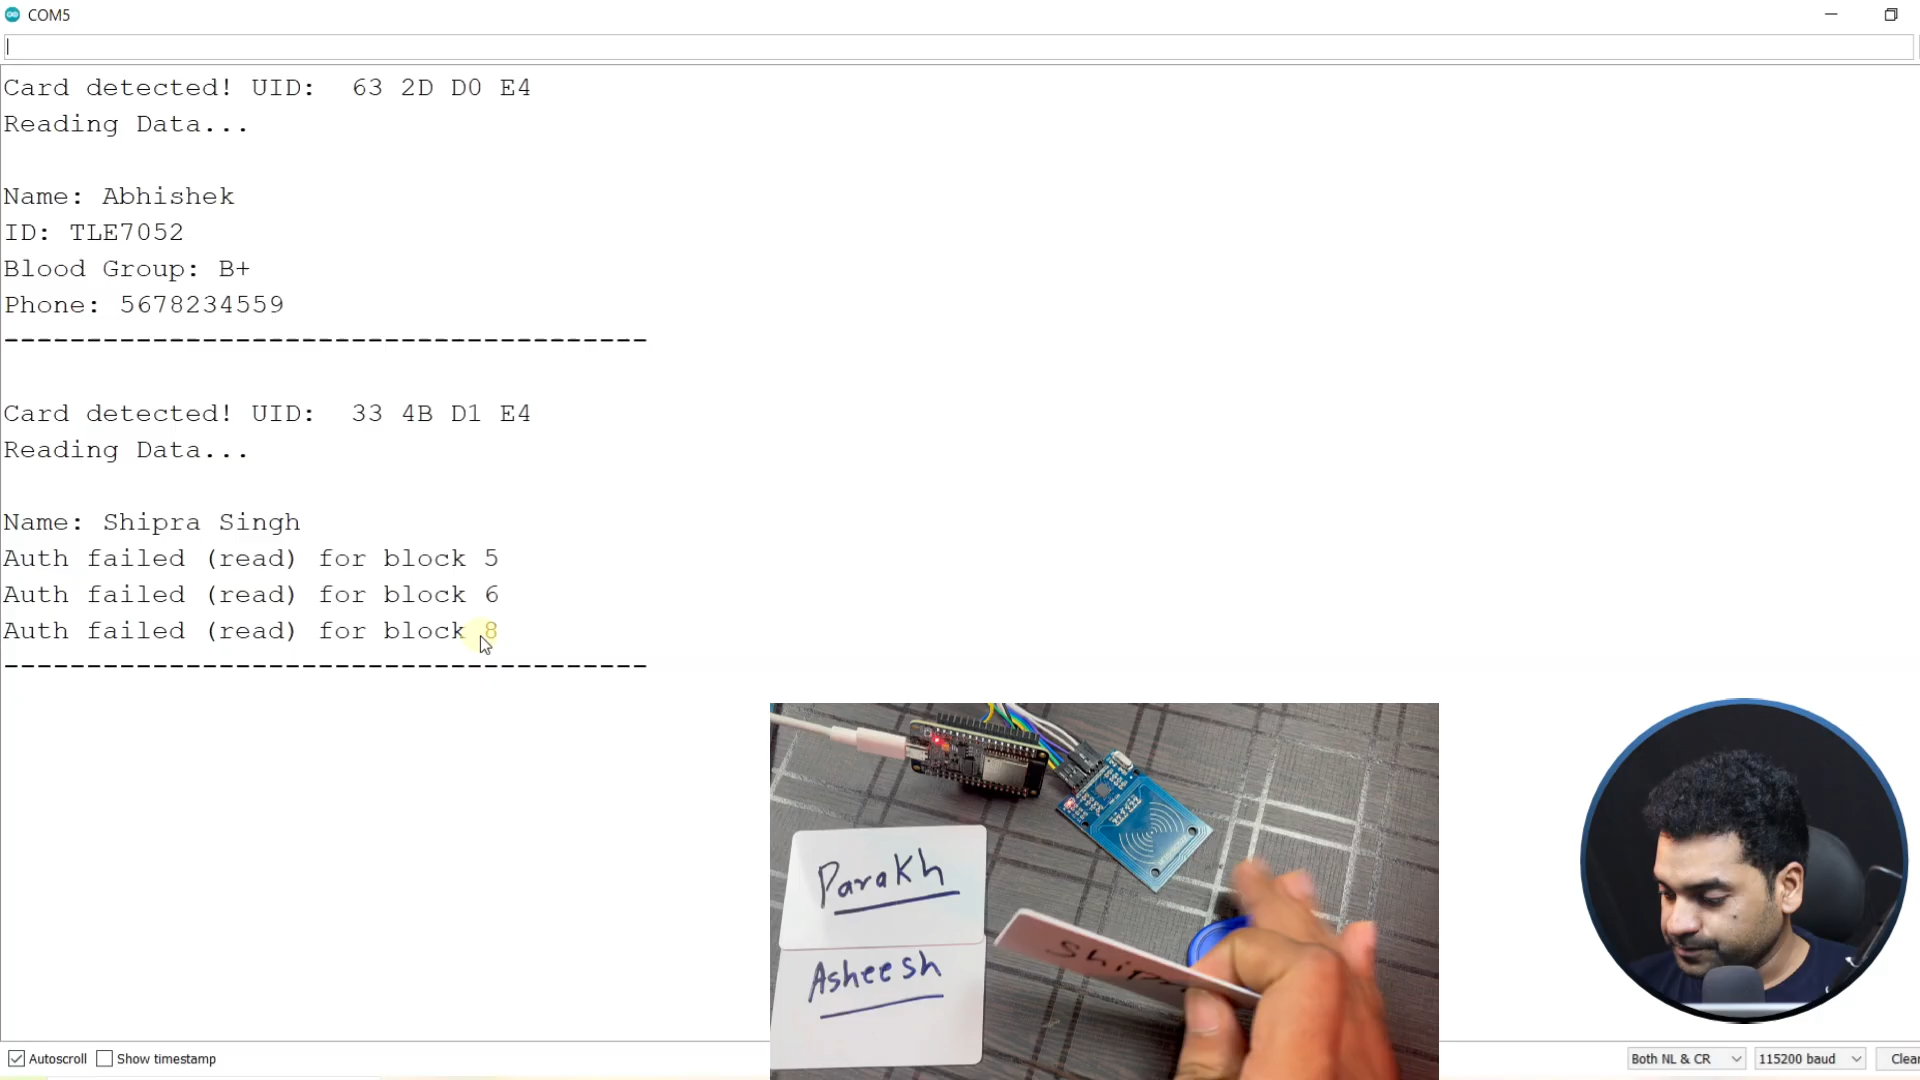 COM5
Card detected! UID:  63 2D D0 E4
Reading Data...
Name: Abhishek
ID: TLE7052
Blood Group: B+
Phone: 5678234559
---------------------------------------
Card detected! UID:  33 4B D1 E4
Reading Data...
Name: Shipra Singh
Auth failed (read) for block 5
Auth failed (read) for block 6
Auth failed (read) for block 8
---------------------------------------
Parakh
Asheesh
Autoscroll
Show timestamp
Both NL & CR
115200 baud
Clear